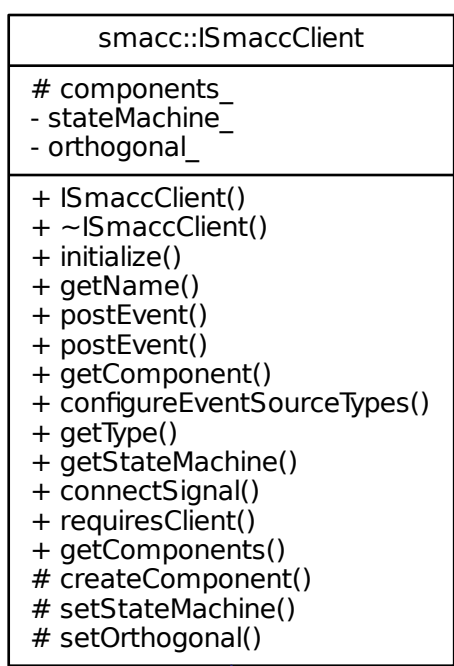 smacc::ISmaccClient
# components_
- stateMachine_
- orthogonal_
+ ISmaccClient()
+ ~ISmaccClient()
+ initialize()
+ getName()
+ postEvent()
+ postEvent()
+ getComponent()
+ configureEventSourceTypes()
+ getType()
+ getStateMachine()
+ connectSignal()
+ requiresClient()
+ getComponents()
# createComponent()
# setStateMachine()
# setOrthogonal()